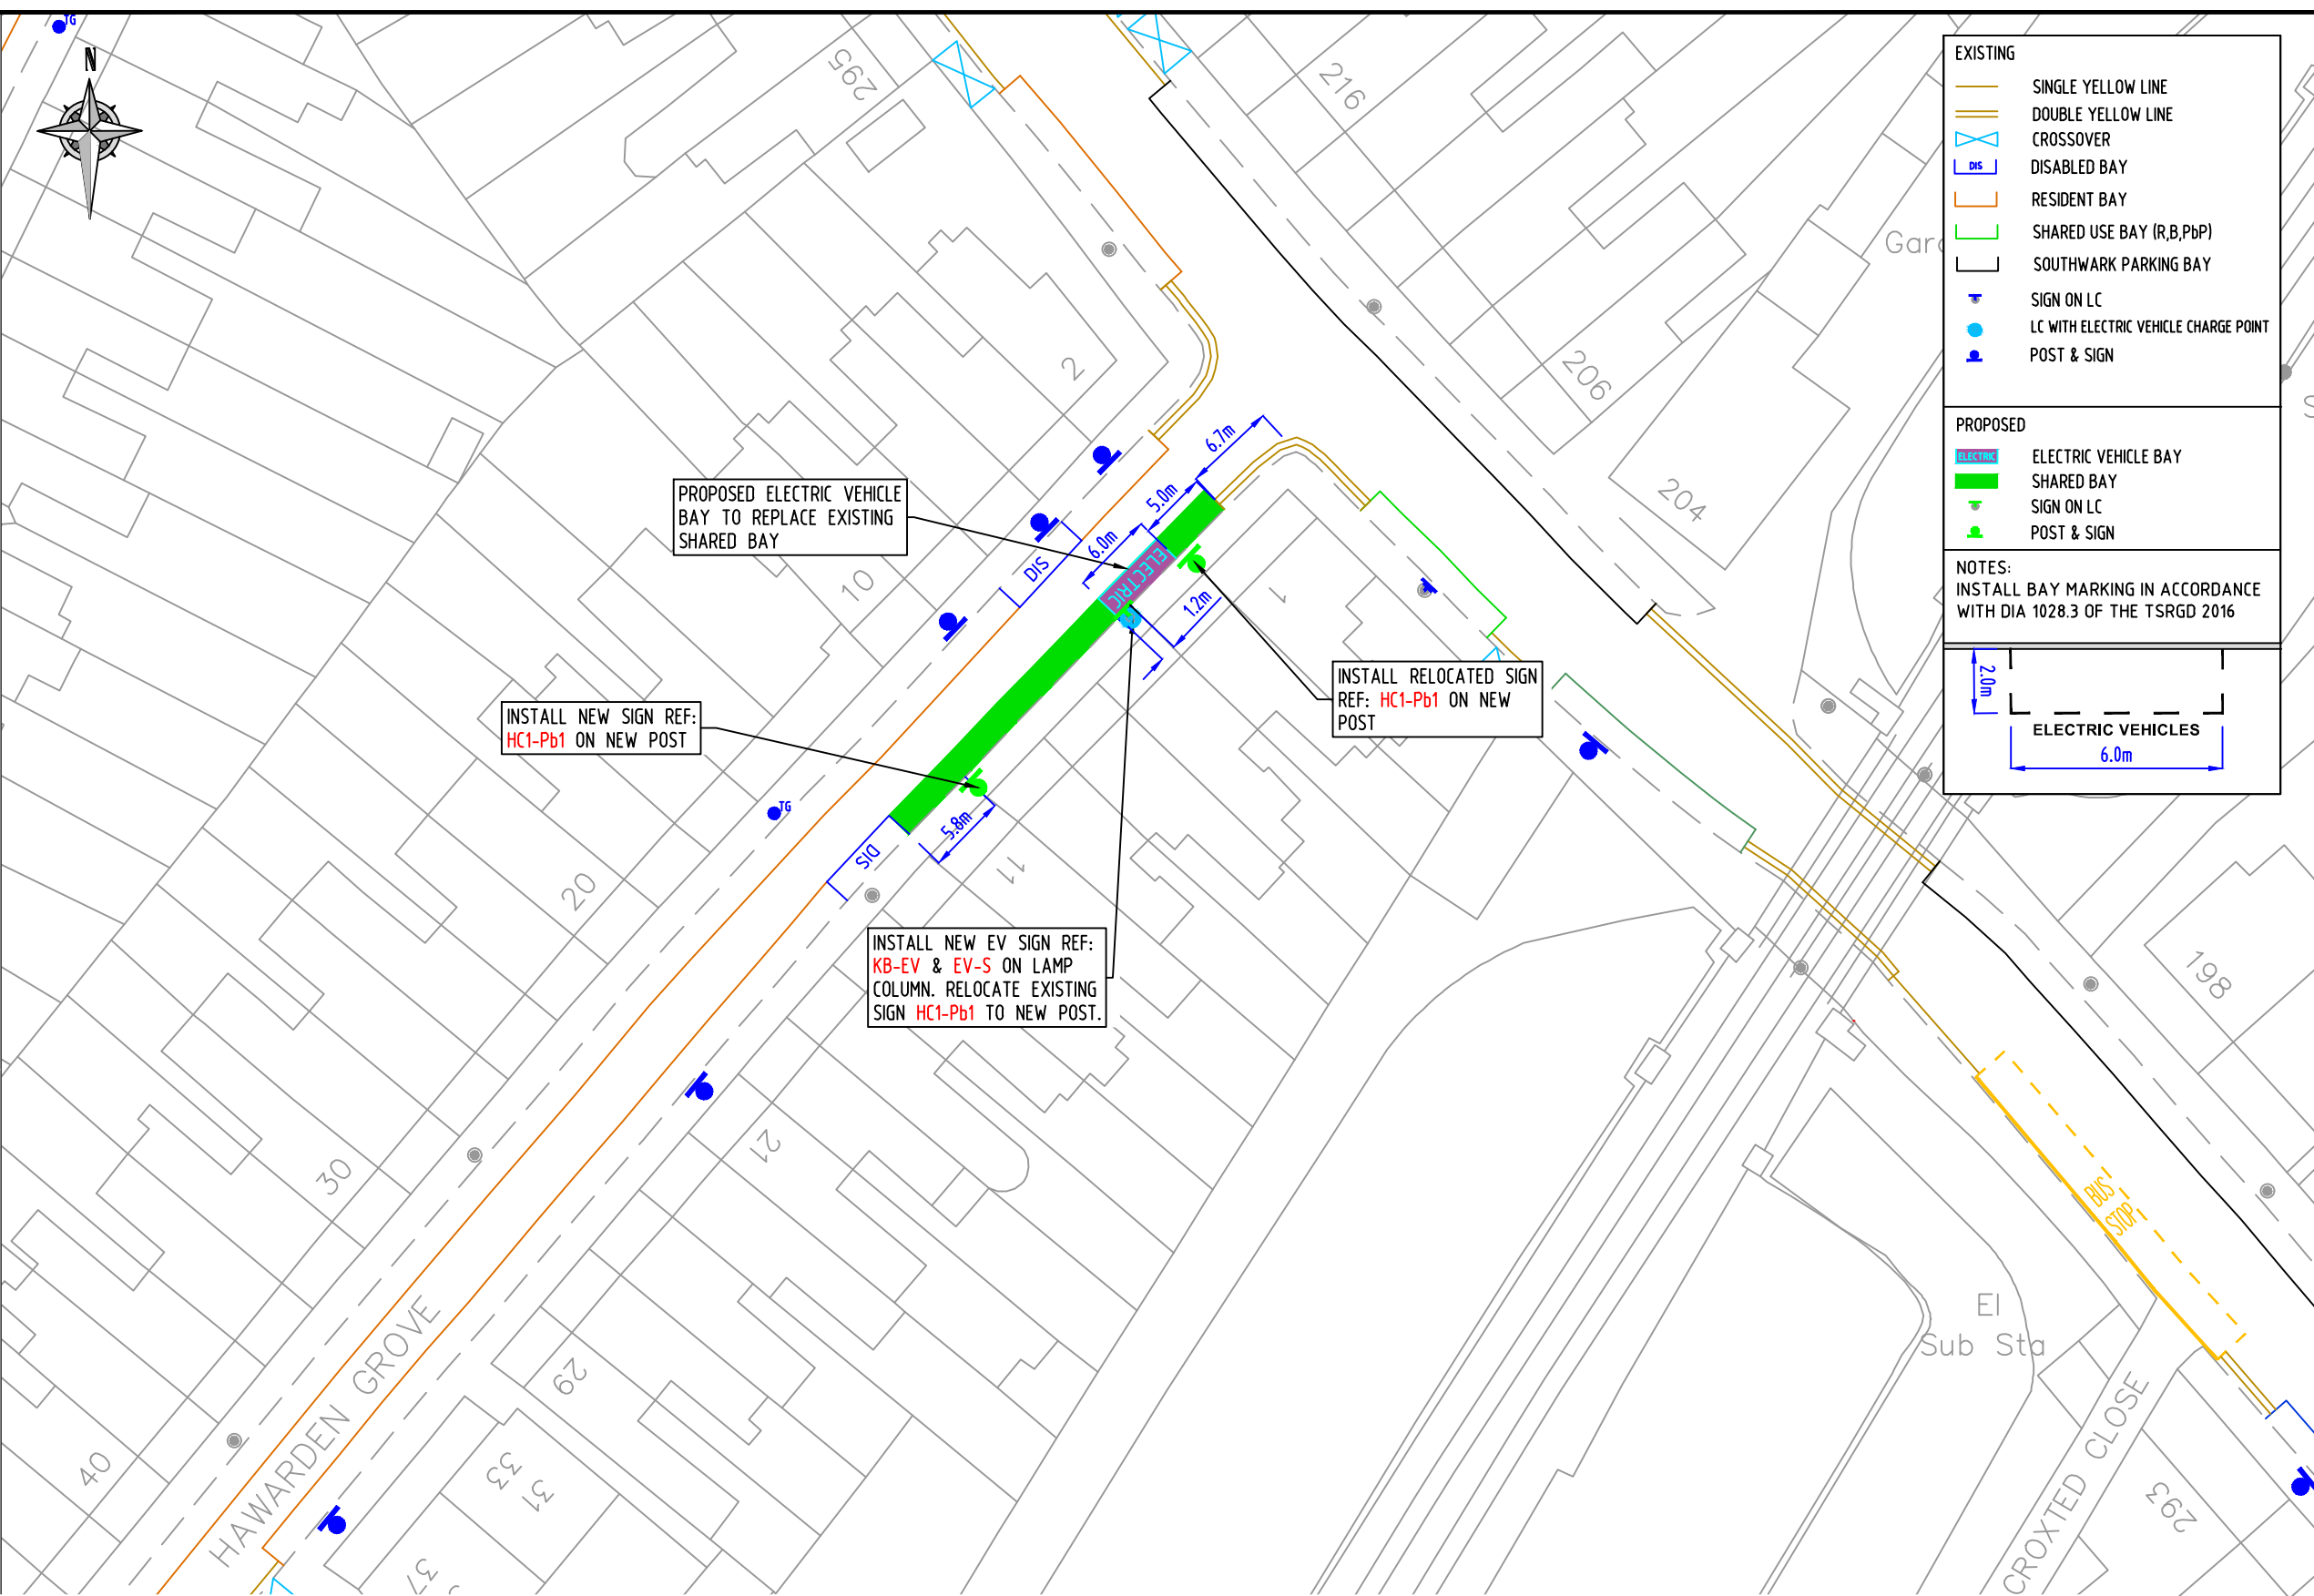 TG
N
295
216
2
206
204
10
1
20
11
30
21
40
29
33
31
37
198
293
HAWARDEN GROVE
CROXTED CLOSE
El
Sub Sta
BUS
STOP
TG
DIS
DIS
ELECTRIC
6.7m
5.0m
6.0m
1.2m
5.8m
PROPOSED ELECTRIC VEHICLE
BAY TO REPLACE EXISTING
SHARED BAY
INSTALL NEW SIGN REF:
HC1-Pb1 ON NEW POST
INSTALL RELOCATED SIGN
REF: HC1-Pb1 ON NEW
POST
INSTALL NEW EV SIGN REF:
KB-EV & EV-S ON LAMP
COLUMN. RELOCATE EXISTING
SIGN HC1-Pb1 TO NEW POST.
EXISTING
SINGLE YELLOW LINE
DOUBLE YELLOW LINE
CROSSOVER
DIS DISABLED BAY
RESIDENT BAY
SHARED USE BAY (R,B,PbP)
SOUTHWARK PARKING BAY
SIGN ON LC
LC WITH ELECTRIC VEHICLE CHARGE POINT
POST & SIGN
PROPOSED
ELECTRIC ELECTRIC VEHICLE BAY
SHARED BAY
SIGN ON LC
POST & SIGN
NOTES:
INSTALL BAY MARKING IN ACCORDANCE
WITH DIA 1028.3 OF THE TSRGD 2016
2.0m
ELECTRIC VEHICLES
6.0m